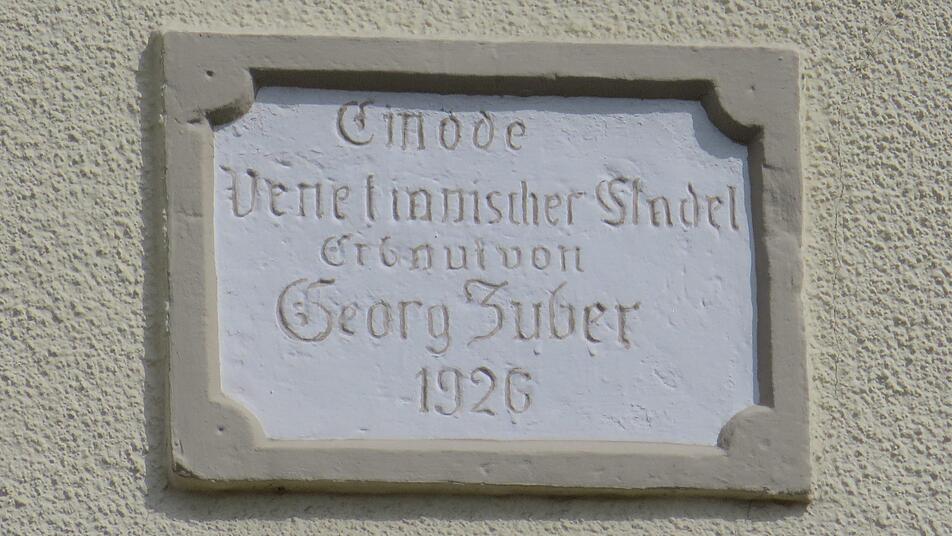 Einöde
Venetianischer Stadel
Erbaut von
Georg Zuber
1926